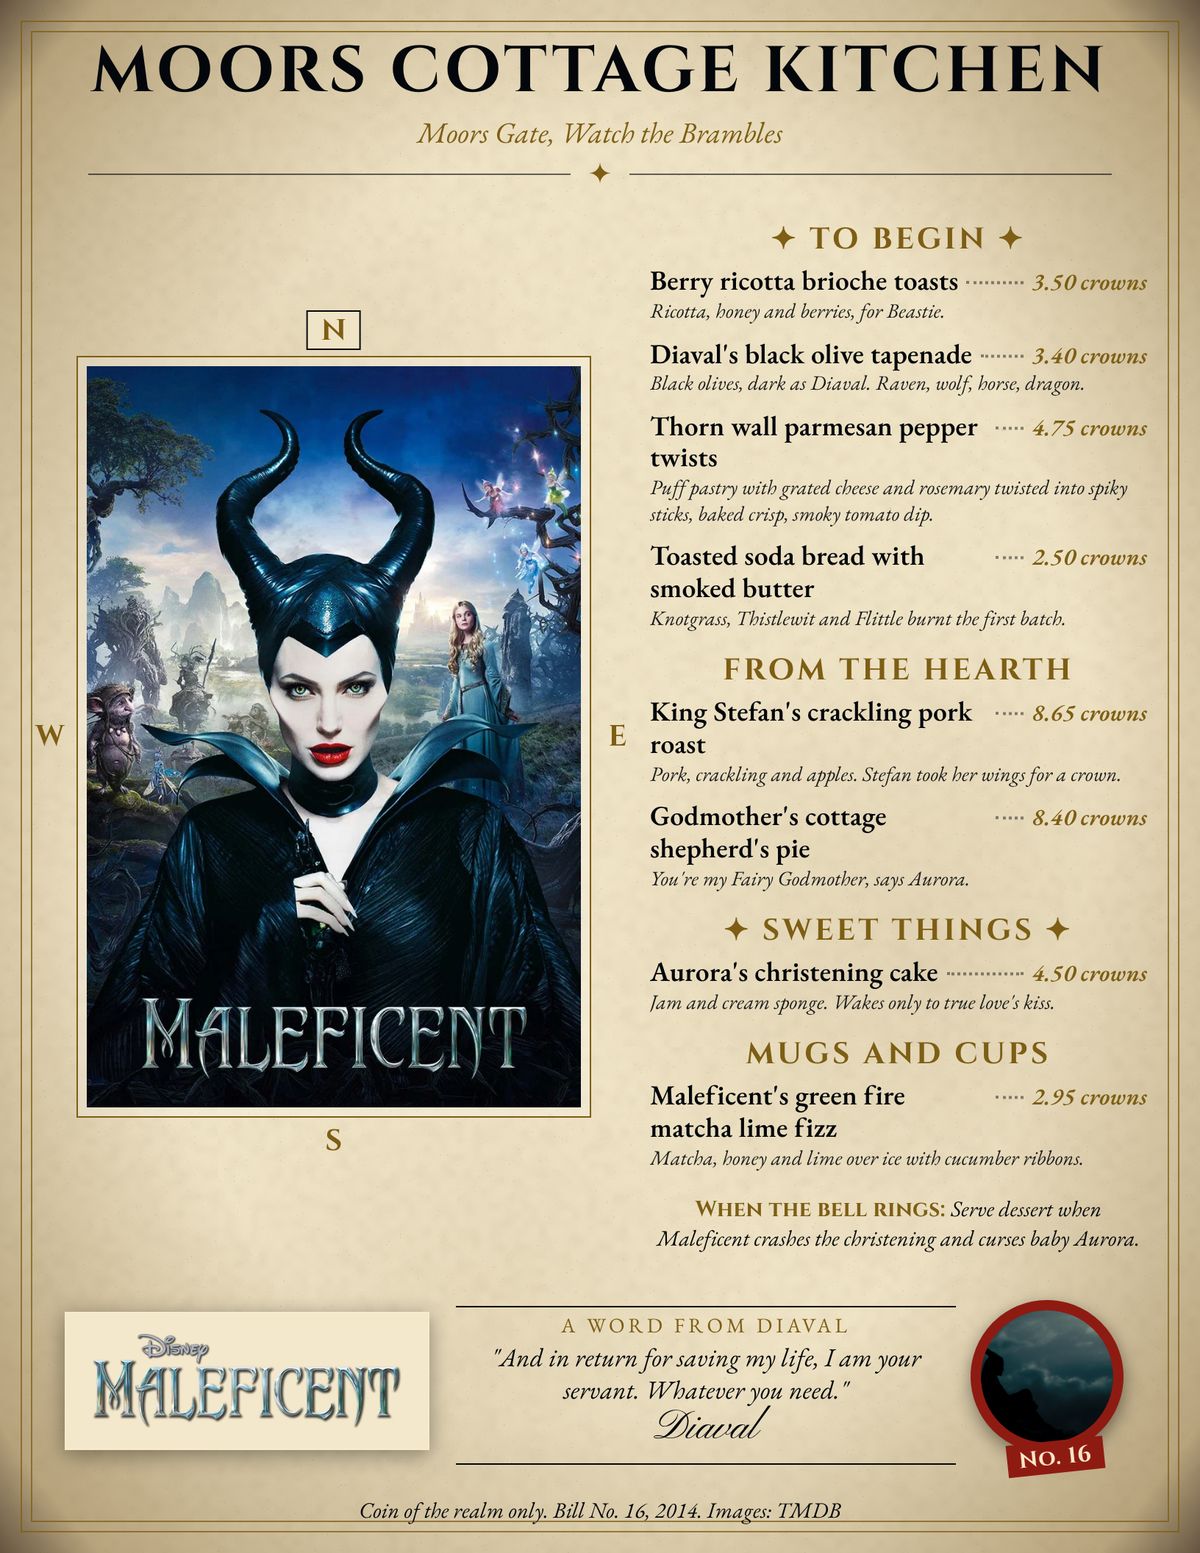 MOORS COTTAGE KITCHEN
Moors Gate, Watch the Brambles
N
W
E
S
MALEFICENT
✦ TO BEGIN ✦
Berry ricotta brioche toasts ········ 3.50 crowns
Ricotta, honey and berries, for Beastie.
Diaval's black olive tapenade ······ 3.40 crowns
Black olives, dark as Diaval. Raven, wolf, horse, dragon.
Thorn wall parmesan pepper ····· 4.75 crowns
twists
Puff pastry with grated cheese and rosemary twisted into spiky
sticks, baked crisp, smoky tomato dip.
Toasted soda bread with ····· 2.50 crowns
smoked butter
Knotgrass, Thistlewit and Flittle burnt the first batch.
FROM THE HEARTH
King Stefan's crackling pork ····· 8.65 crowns
roast
Pork, crackling and apples. Stefan took her wings for a crown.
Godmother's cottage ····· 8.40 crowns
shepherd's pie
You're my Fairy Godmother, says Aurora.
✦ SWEET THINGS ✦
Aurora's christening cake ············ 4.50 crowns
Jam and cream sponge. Wakes only to true love's kiss.
MUGS AND CUPS
Maleficent's green fire ····· 2.95 crowns
matcha lime fizz
Matcha, honey and lime over ice with cucumber ribbons.
WHEN THE BELL RINGS: Serve dessert when
Maleficent crashes the christening and curses baby Aurora.
Disney
MALEFICENT
A WORD FROM DIAVAL
"And in return for saving my life, I am your
servant. Whatever you need."
Diaval
NO. 16
Coin of the realm only. Bill No. 16, 2014. Images: TMDB